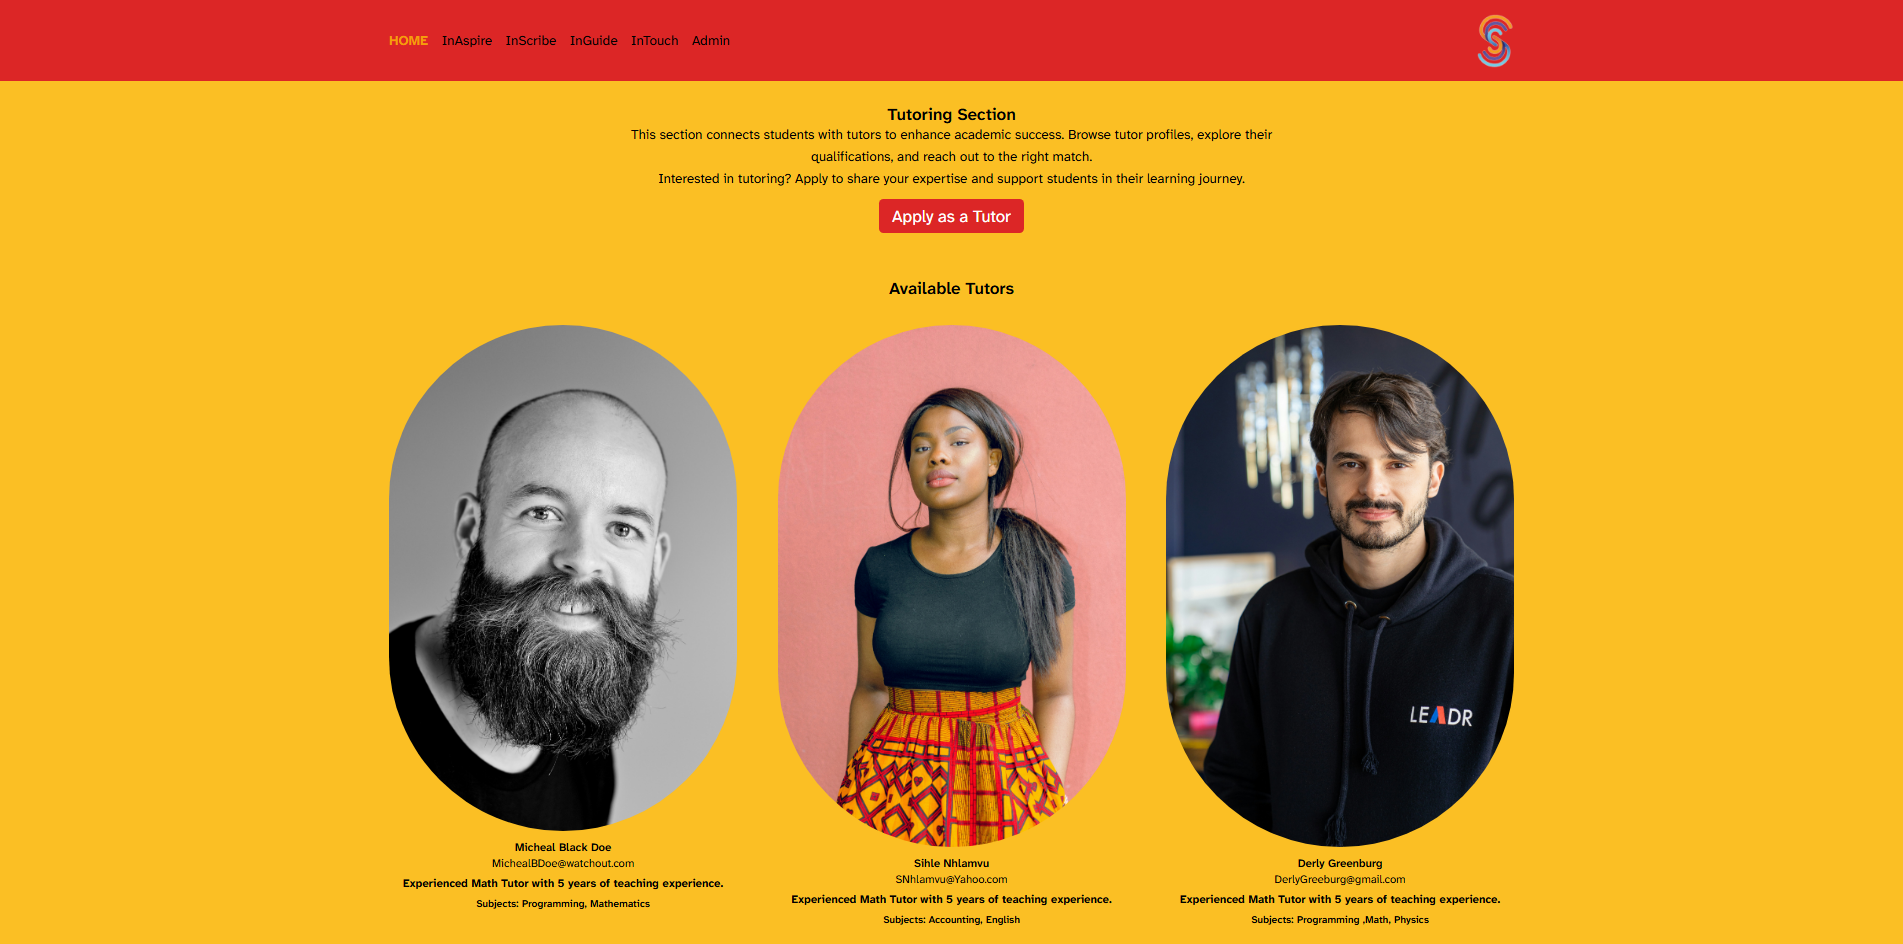 HOME InAspire InScribe InGuide InTouch Admin
Tutoring Section
This section connects students with tutors to enhance academic success. Browse tutor profiles, explore their
qualifications, and reach out to the right match.
Interested in tutoring? Apply to share your expertise and support students in their learning journey.
Apply as a Tutor
Available Tutors
LEADR
Micheal Black Doe
MichealBDoe@watchout.com
Experienced Math Tutor with 5 years of teaching experience.
Subjects: Programming, Mathematics
Sihle Nhlamvu
SNhlamvu@Yahoo.com
Experienced Math Tutor with 5 years of teaching experience.
Subjects: Accounting, English
Derly Greenburg
DerlyGreeburg@gmail.com
Experienced Math Tutor with 5 years of teaching experience.
Subjects: Programming ,Math, Physics